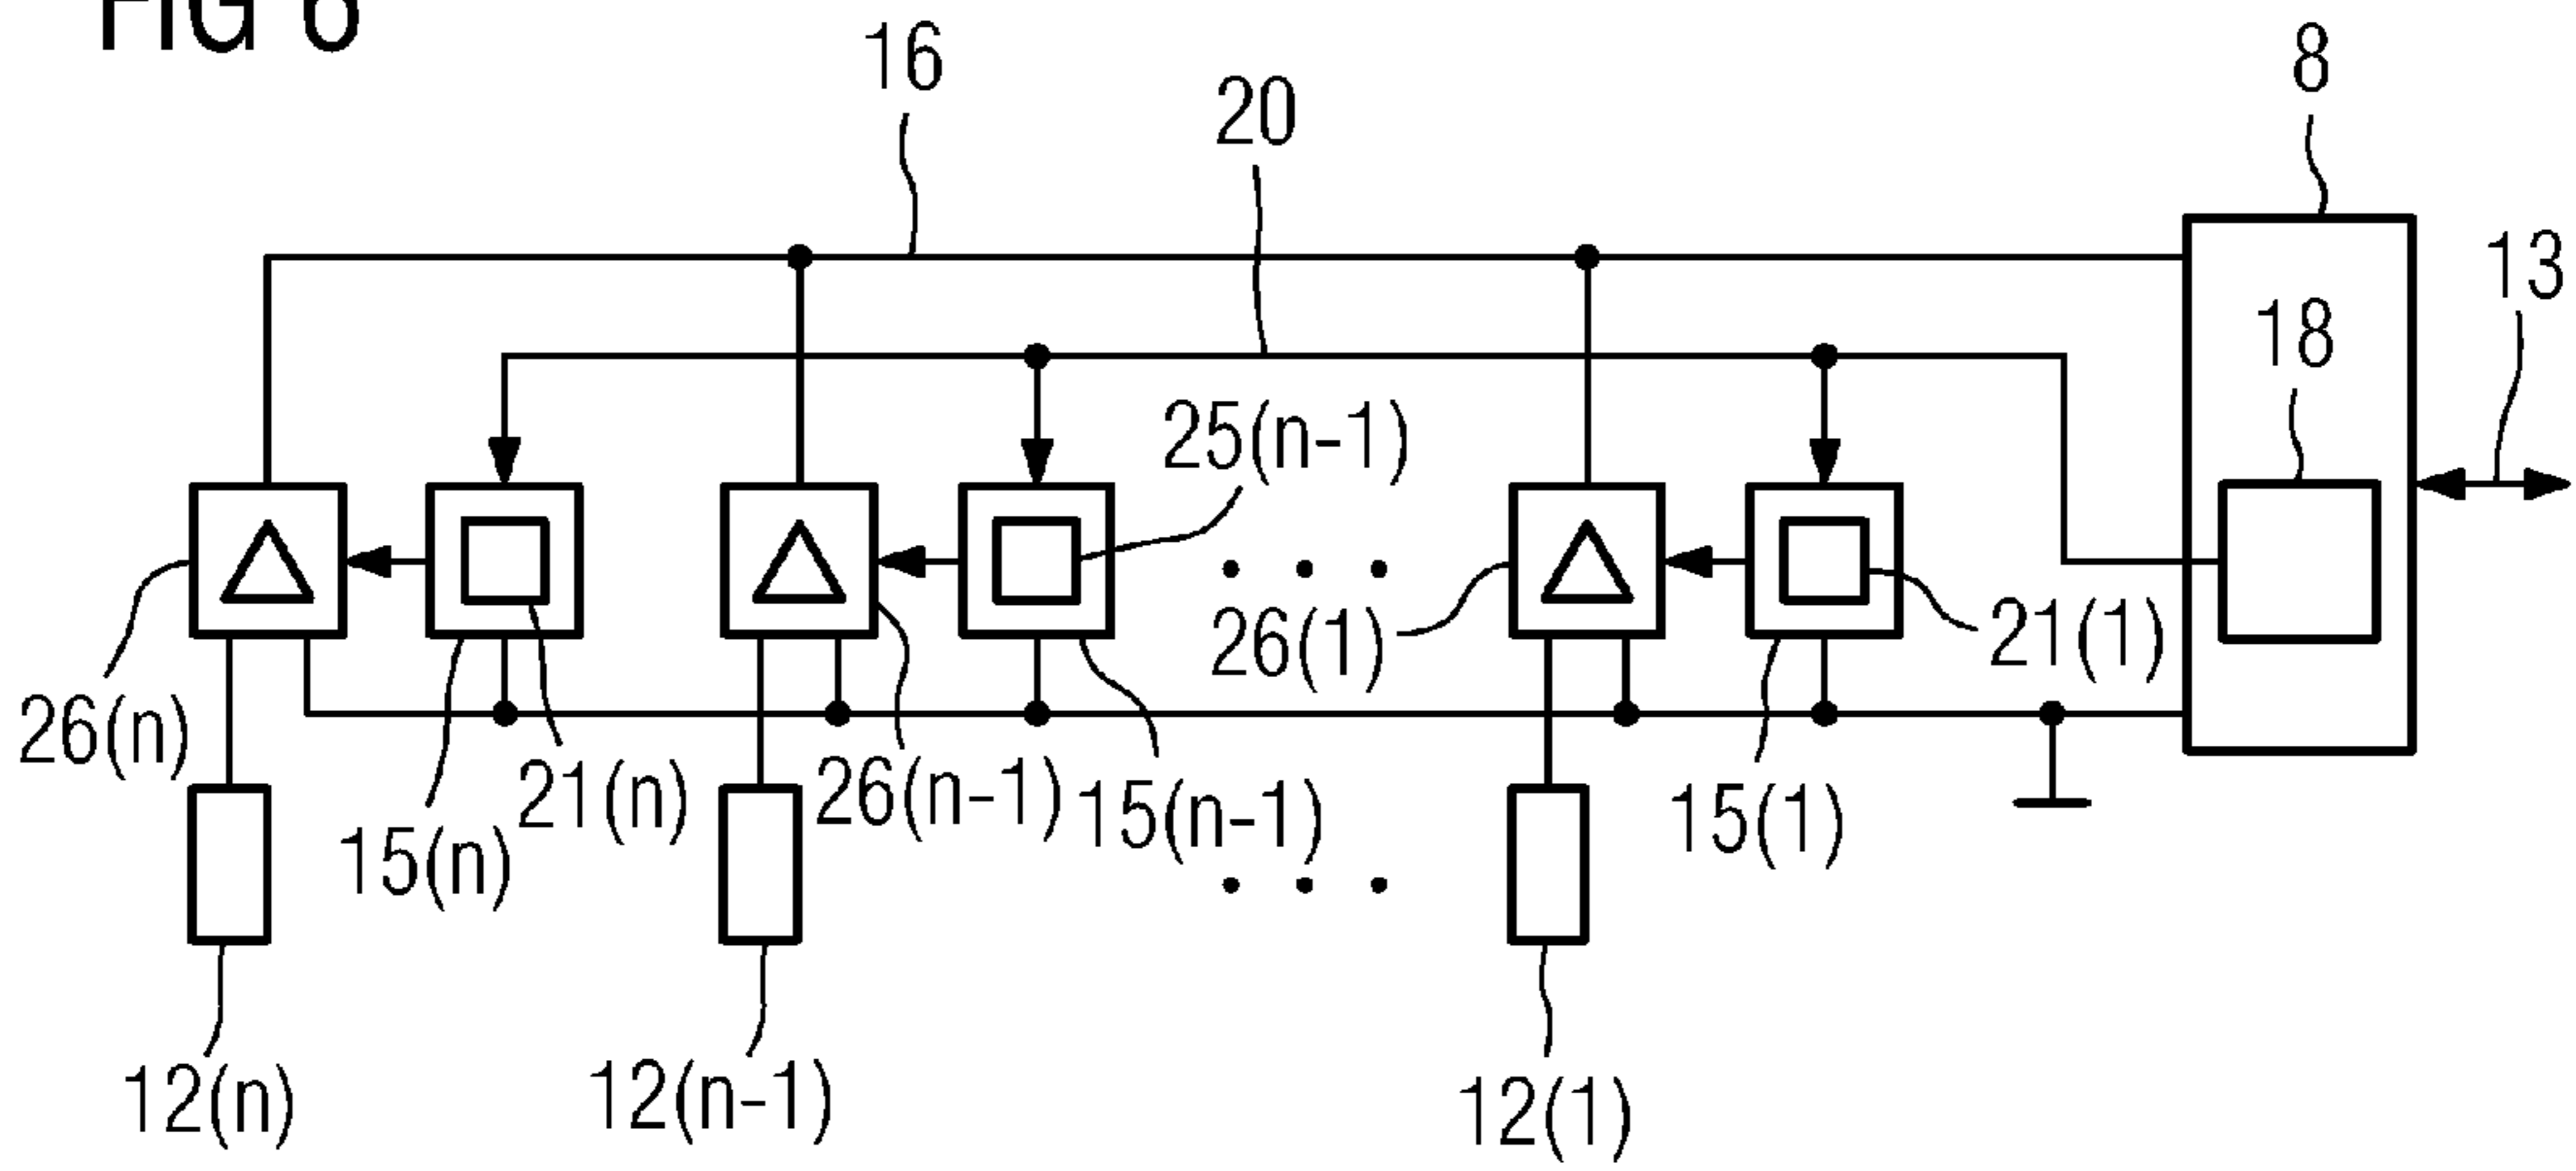 FIG 6
16
20
8
13
18
25(n-1)
26(1)
21(1)
26(n)
15(n)
21(n)
26(n-1)
15(n-1)
15(1)
12(n)
12(n-1)
12(1)